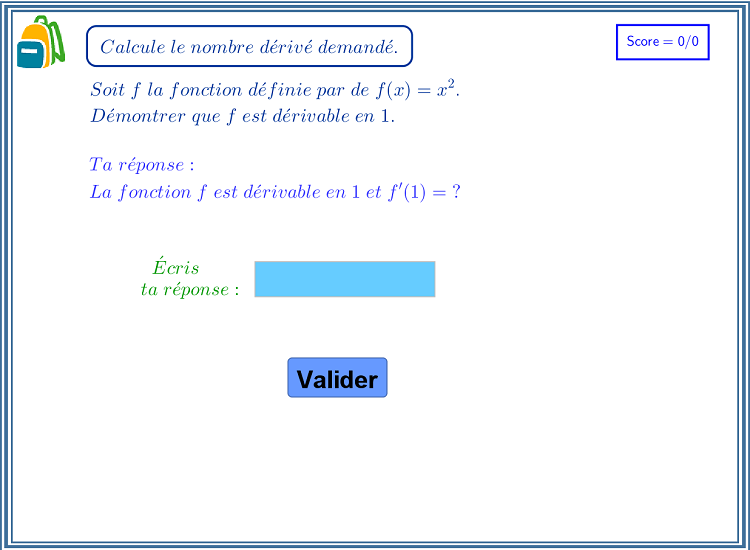 Calcule le nombre dérivé demandé.
Score = 0/0
Soit f la fonction définie par de f(x) = x².
Démontrer que f est dérivable en 1.
Ta réponse :
La fonction f est dérivable en 1 et f′(1) = ?
Écris
ta réponse :
Valider